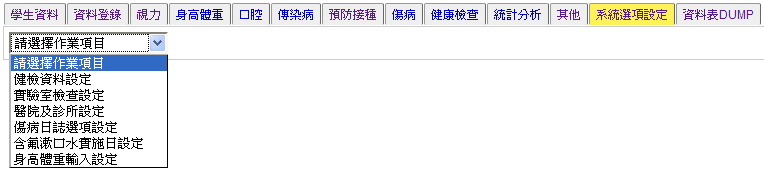 學生資料 資料登錄 視力 身高體重 口腔 傳染病 預防接種 傷病 健康檢查 統計分析 其他 系統選項設定 資料表DUMP
請選擇作業項目
請選擇作業項目
健檢資料設定
實驗室檢查設定
醫院及診所設定
傷病日誌選項設定
含氟漱口水實施日設定
身高體重輸入設定